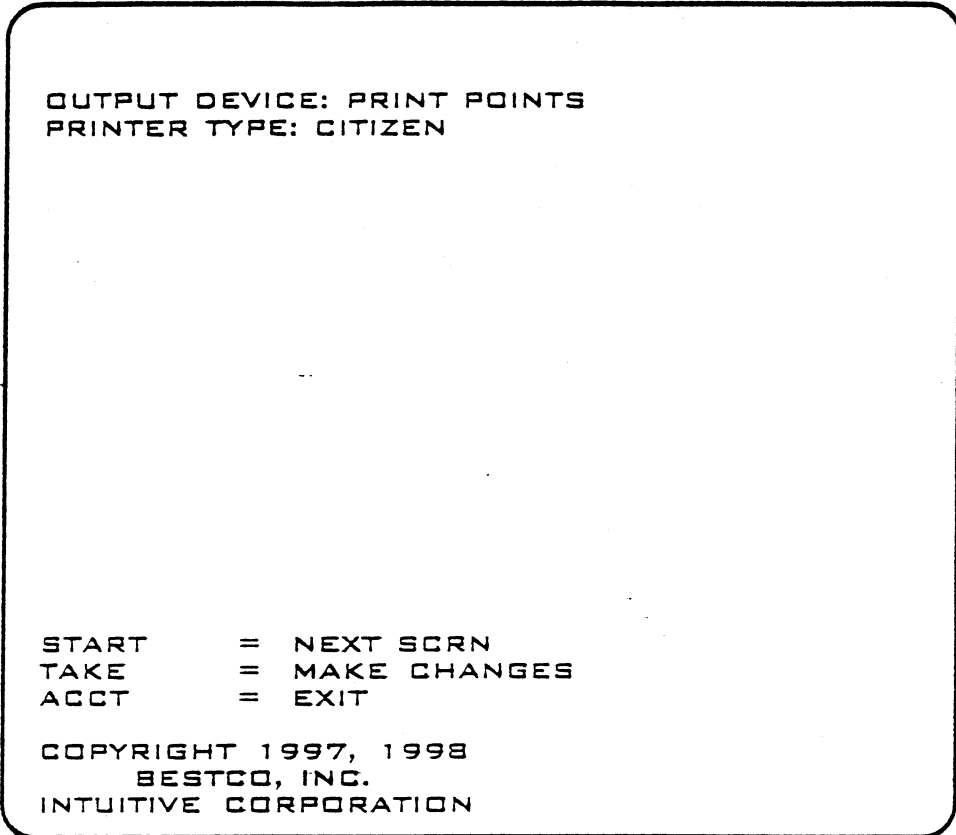 OUTPUT DEVICE: PRINT POINTS
PRINTER TYPE: CITIZEN
START = NEXT SCRN
TAKE = MAKE CHANGES
ACCT = EXIT
COPYRIGHT 1997, 1998
BESTCO, INC.
INTUITIVE CORPORATION